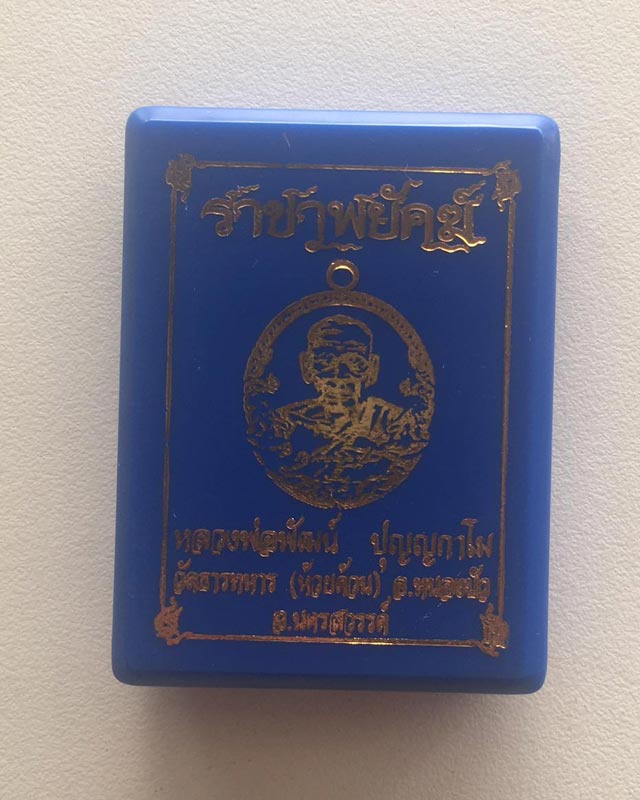 ราชาพยัคฆ์
หลวงพ่อพัฒน์ ปุญญกาโม
วัดธารทหาร (ห้วยด้วน) อ.หนองบัว
จ.นครสวรรค์